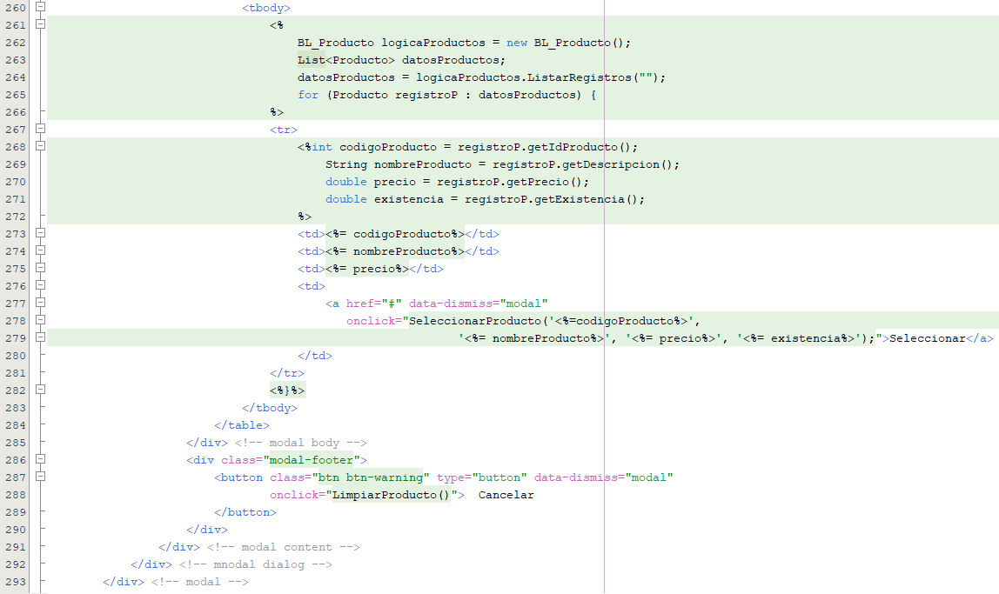 260 <tbody>
261 <%
262 BL_Producto logicaProductos = new BL_Producto();
263 List<Producto> datosProductos;
264 datosProductos = logicaProductos.ListarRegistros("");
265 for (Producto registroP : datosProductos) {
266 %>
267 <tr>
268 <%int codigoProducto = registroP.getIdProducto();
269 String nombreProducto = registroP.getDescripcion();
270 double precio = registroP.getPrecio();
271 double existencia = registroP.getExistencia();
272 %>
273 <td><%= codigoProducto%></td>
274 <td><%= nombreProducto%></td>
275 <td><%= precio%></td>
276 <td>
277 <a href="#" data-dismiss="modal"
278 onclick="SeleccionarProducto('<%=codigoProducto%>',
279 '<%= nombreProducto%>', '<%= precio%>', '<%= existencia%>');">Seleccionar</a>
280 </td>
281 </tr>
282 <%}%>
283 </tbody>
284 </table>
285 </div> <!-- modal body -->
286 <div class="modal-footer">
287 <button class="btn btn-warning" type="button" data-dismiss="modal"
288 onclick="LimpiarProducto()"> Cancelar
289 </button>
290 </div>
291 </div> <!-- modal content -->
292 </div> <!-- mnodal dialog -->
293 </div> <!-- modal -->